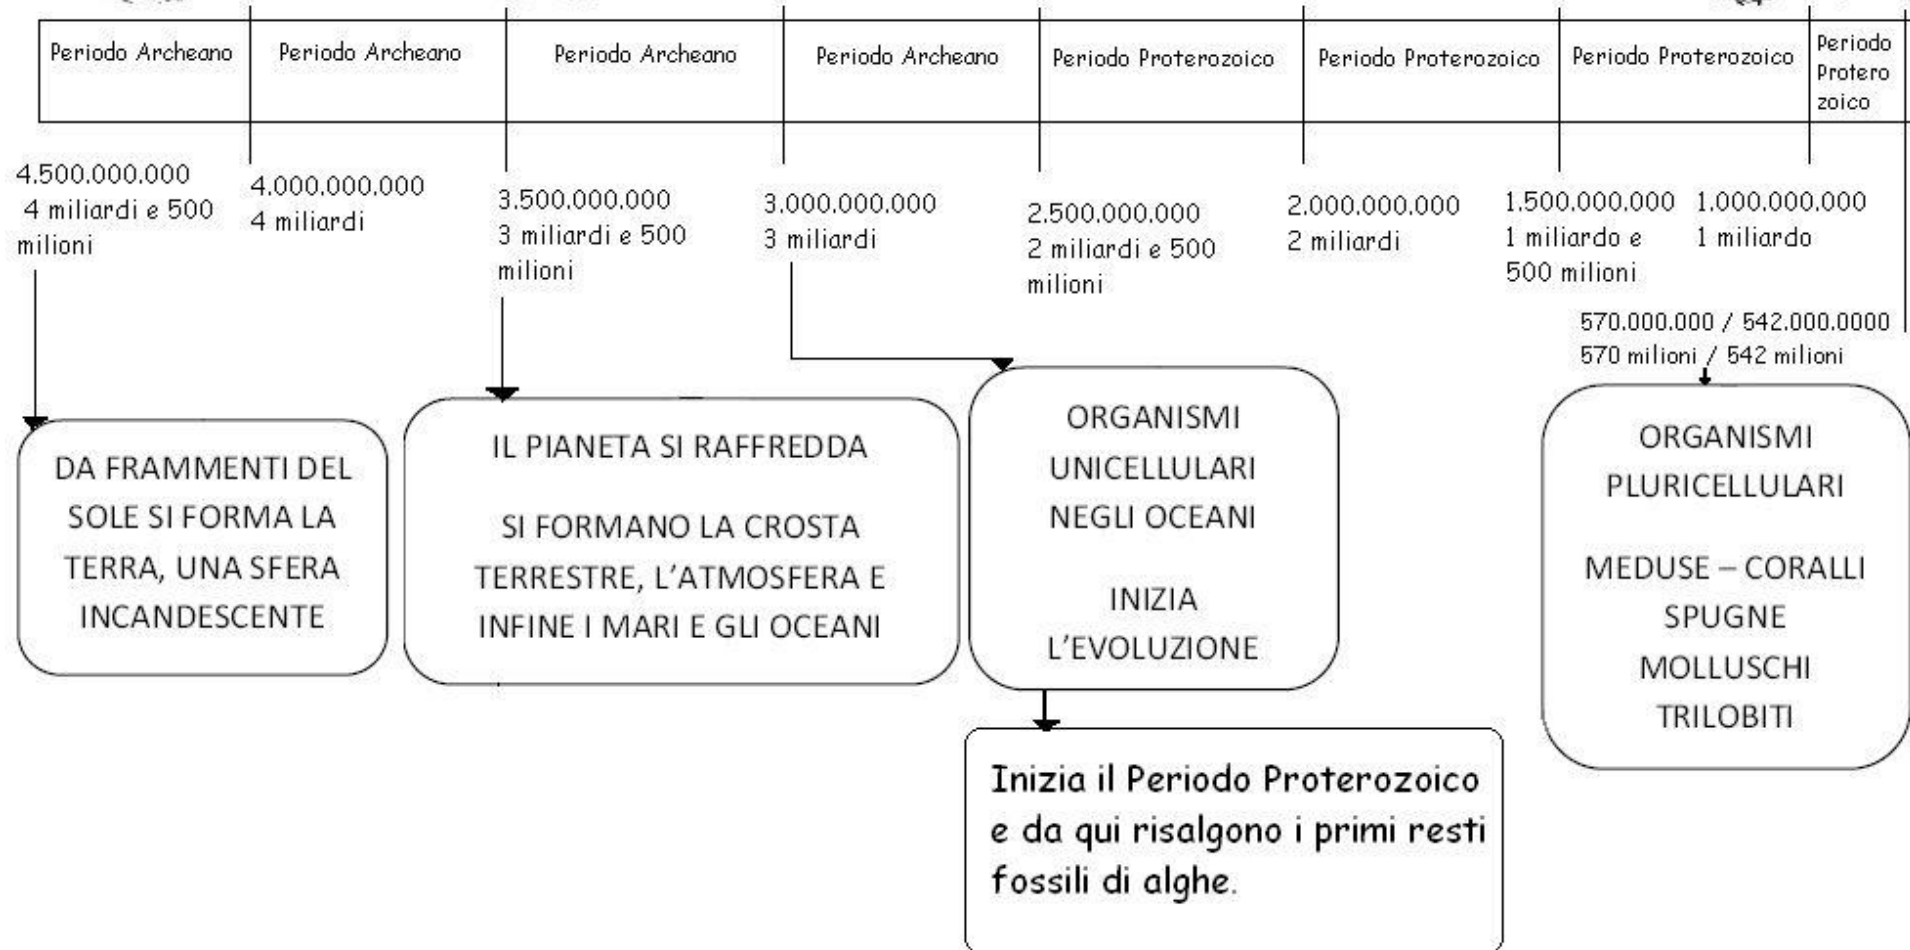 Periodo Archeano
Periodo Archeano
Periodo Archeano
Periodo Archeano
Periodo Proterozoico
Periodo Proterozoico
Periodo Proterozoico
Periodo
Protero
zoico
4.500.000.000
4 miliardi e 500
milioni
4.000.000.000
4 miliardi
3.500.000.000
3 miliardi e 500
milioni
3.000.000.000
3 miliardi
2.500.000.000
2 miliardi e 500
milioni
2.000.000.000
2 miliardi
1.500.000.000
1 miliardo e
500 milioni
1.000.000.000
1 miliardo
570.000.000 / 542.000.0000
570 milioni / 542 milioni
DA FRAMMENTI DEL
SOLE SI FORMA LA
TERRA, UNA SFERA
INCANDESCENTE
IL PIANETA SI RAFFREDDA
SI FORMANO LA CROSTA
TERRESTRE, L'ATMOSFERA E
INFINE I MARI E GLI OCEANI
ORGANISMI
UNICELLULARI
NEGLI OCEANI
INIZIA
L'EVOLUZIONE
Inizia il Periodo Proterozoico
e da qui risalgono i primi resti
fossili di alghe.
ORGANISMI
PLURICELLULARI
MEDUSE – CORALLI
SPUGNE
MOLLUSCHI
TRILOBITI